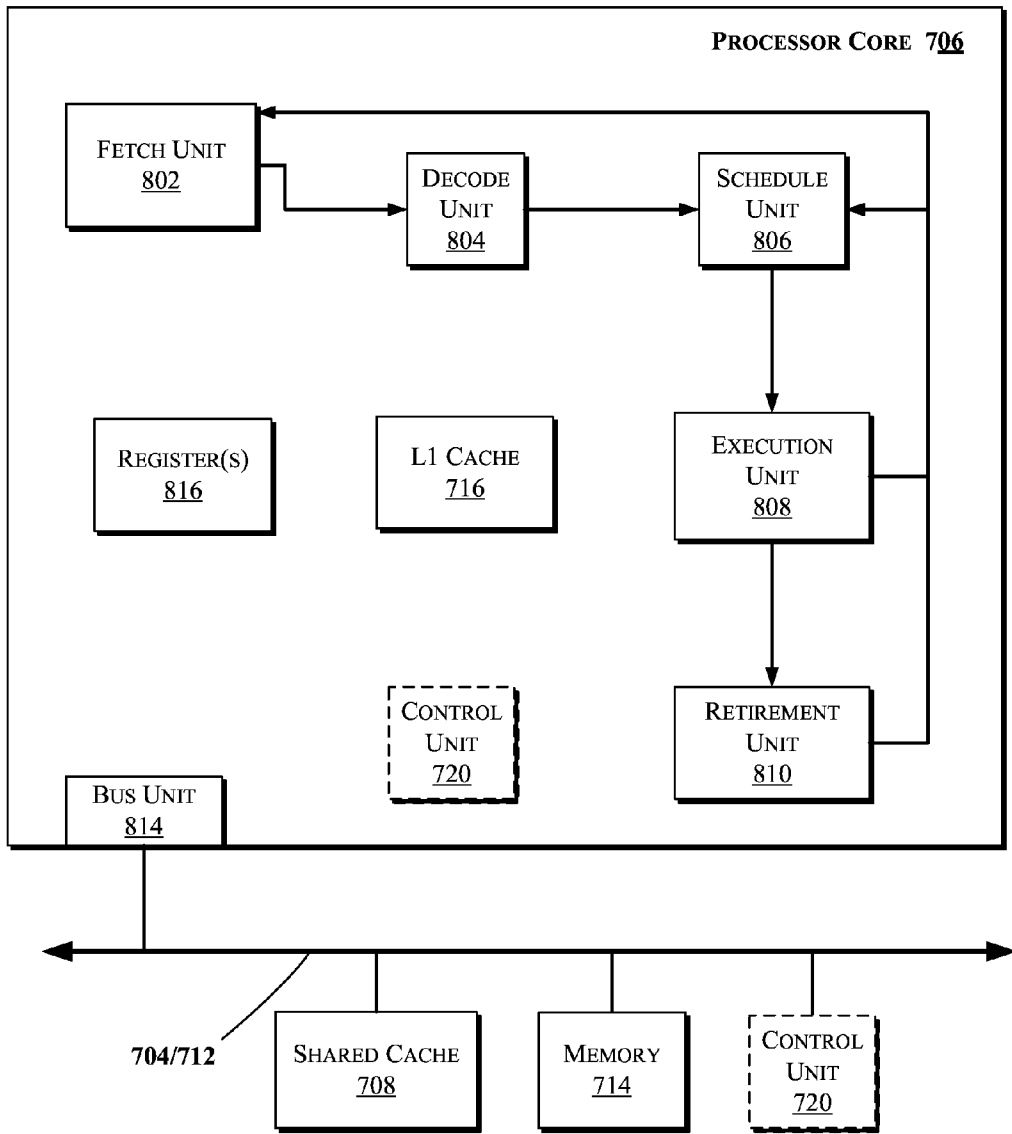 PROCESSOR CORE 706
FETCH UNIT
802
DECODE
UNIT
804
SCHEDULE
UNIT
806
REGISTER(S)
816
L1 CACHE
716
EXECUTION
UNIT
808
CONTROL
UNIT
720
RETIREMENT
UNIT
810
BUS UNIT
814
704/712
SHARED CACHE
708
MEMORY
714
CONTROL
UNIT
720